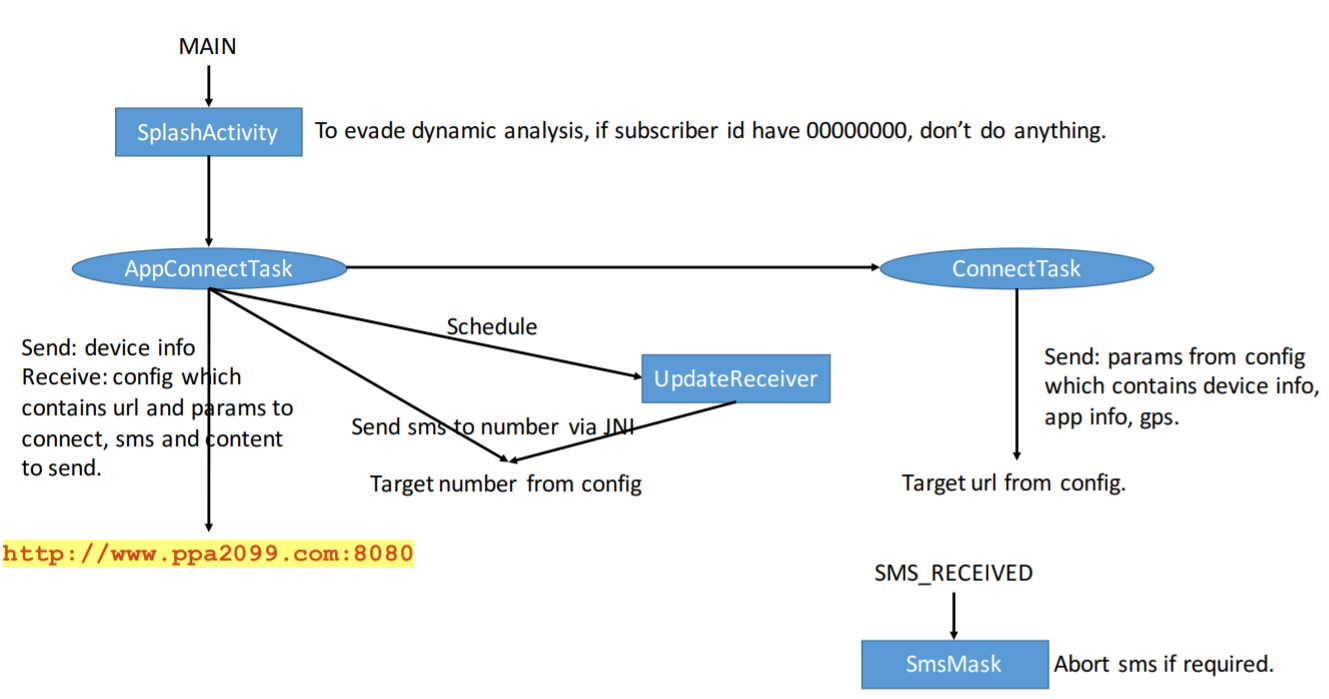 MAIN
SplashActivity
To evade dynamic analysis, if subscriber id have 00000000, don’t do anything.
AppConnectTask
ConnectTask
Schedule
Send: device info
Receive: config which
contains url and params to
connect, sms and content
to send.
UpdateReceiver
Send: params from config
which contains device info,
app info, gps.
Send sms to number via JNI
Target number from config
Target url from config.
http://www.ppa2099.com:8080
SMS_RECEIVED
SmsMask
Abort sms if required.